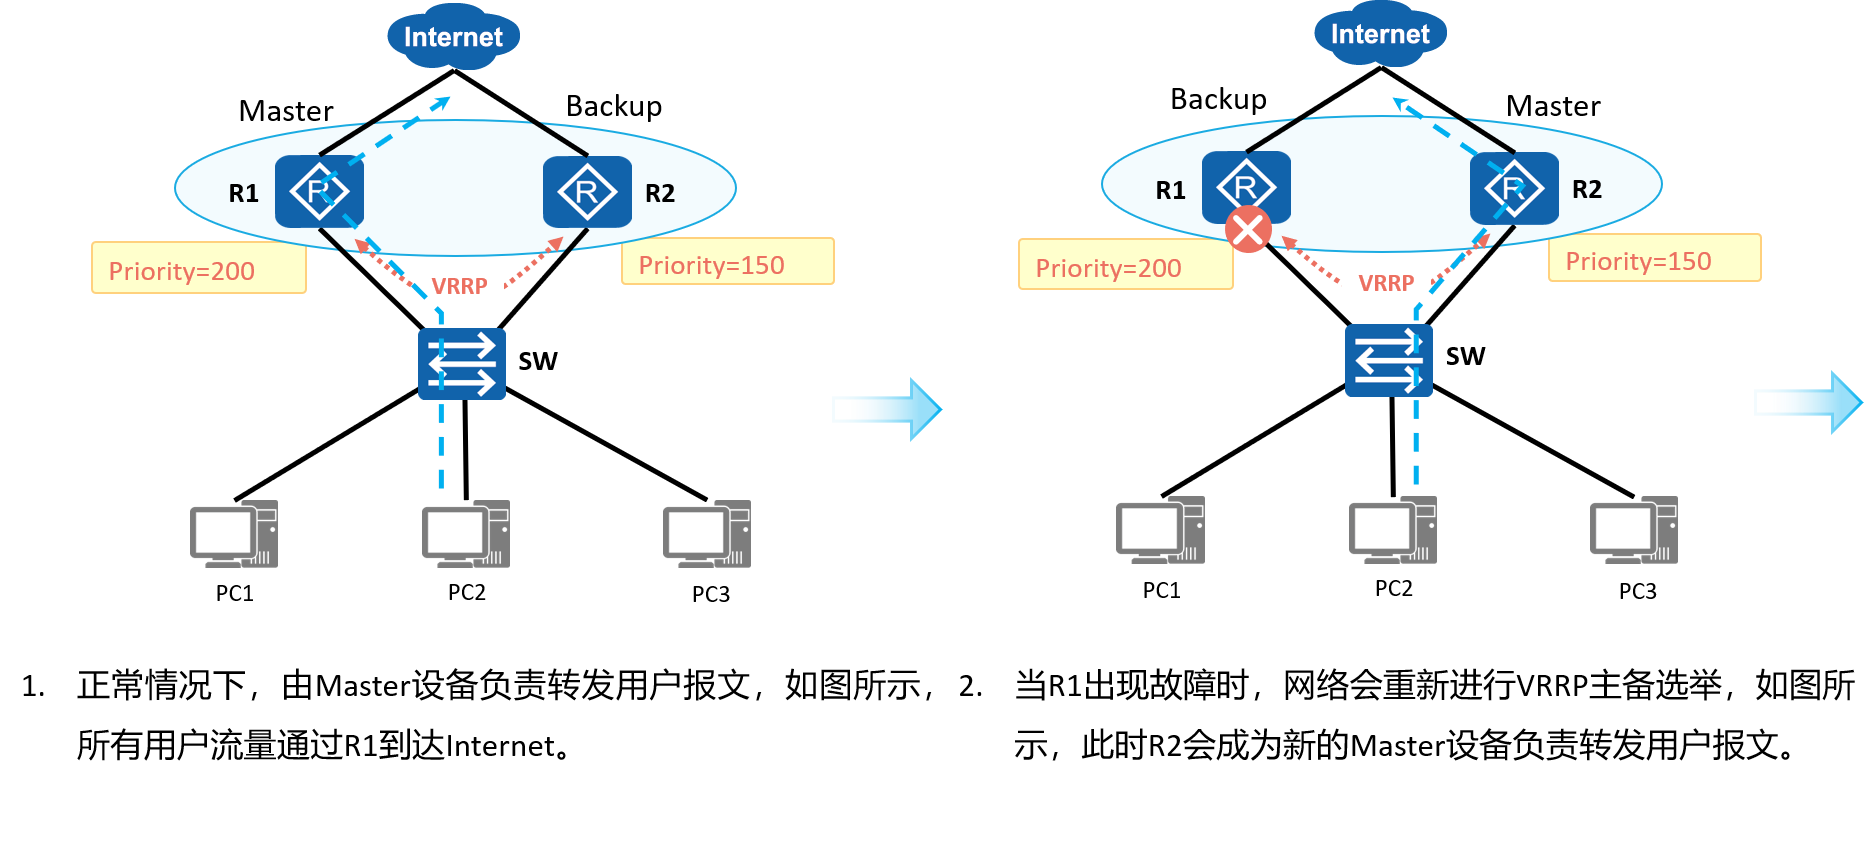 Internet
Master
Backup
R1
R
R
R2
Priority=200
VRRP
Priority=150
SW
PC1
PC2
PC3
1. 正常情况下，由Master设备负责转发用户报文，如图所示，
所有用户流量通过R1到达Internet。
Internet
Backup
Master
R1
R
R
R2
Priority=200
VRRP
Priority=150
SW
PC1
PC2
PC3
2. 当R1出现故障时，网络会重新进行VRRP主备选举，如图所
示，此时R2会成为新的Master设备负责转发用户报文。